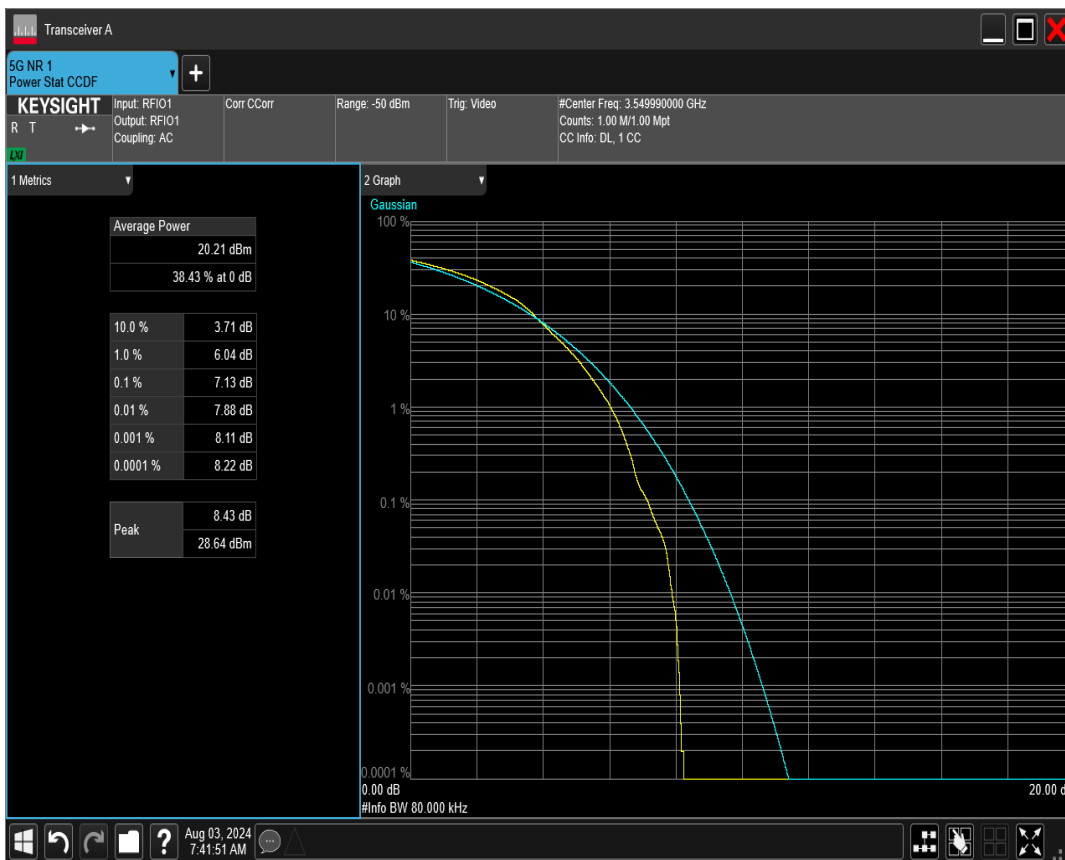 Transceiver A
5G NR 1
Power Stat CCDF
+
KEYSIGHT
R T
LXI
Input: RFIO1
Output: RFIO1
Coupling: AC
Corr CCorr
Range: -50 dBm
Trig: Video
#Center Freq: 3.549990000 GHz
Counts: 1.00 M/1.00 Mpt
CC Info: DL, 1 CC
1 Metrics
Average Power
20.21 dBm
38.43 % at 0 dB
10.0 % 3.71 dB
1.0 % 6.04 dB
0.1 % 7.13 dB
0.01 % 7.88 dB
0.001 % 8.11 dB
0.0001 % 8.22 dB
Peak 8.43 dB
28.64 dBm
2 Graph
Gaussian
100 %
10 %
1 %
0.1 %
0.01 %
0.001 %
0.0001 %
0.00 dB
20.00 d
#Info BW 80.000 kHz
?
Aug 03, 2024
7:41:51 AM